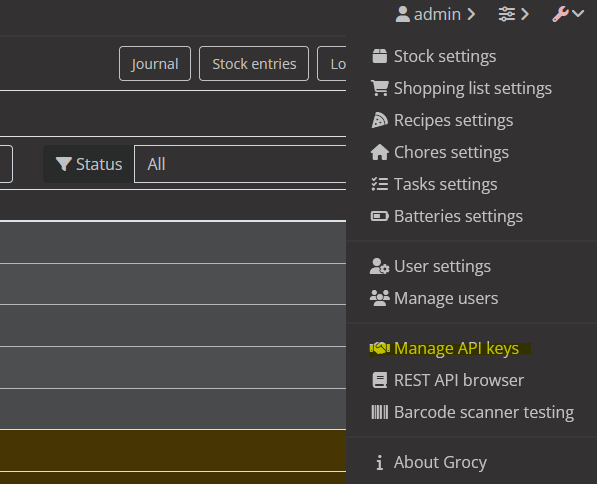 admin
Journal
Stock entries
Lo
Status
All
Stock settings
Shopping list settings
Recipes settings
Chores settings
Tasks settings
Batteries settings
User settings
Manage users
Manage API keys
REST API browser
Barcode scanner testing
About Grocy